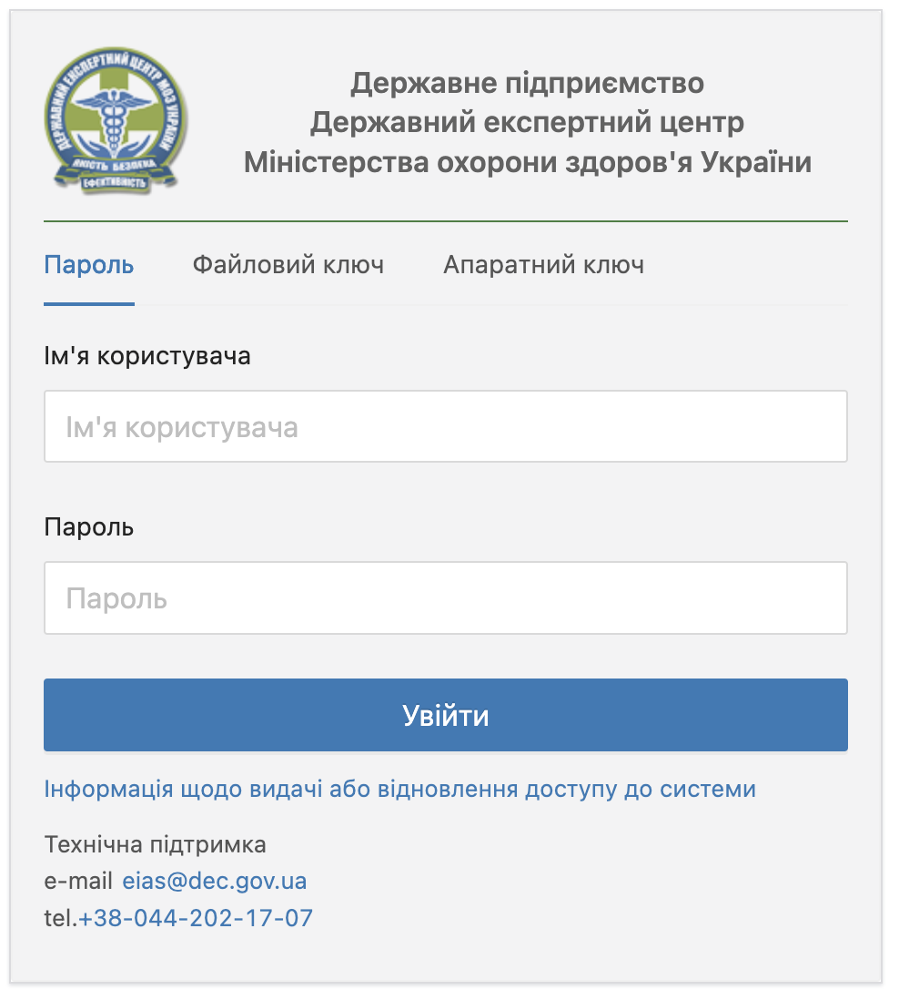 ДЕРЖАВНИЙ ЕКСПЕРТНИЙ ЦЕНТР МОЗ УКРАЇНИ
ЯКІСТЬ БЕЗПЕКА
ЕФЕКТИВНІСТЬ
Державне підприємство
Державний експертний центр
Міністерства охорони здоров'я України
Пароль Файловий ключ Апаратний ключ
Ім'я користувача
Ім'я користувача
Пароль
Пароль
Увійти
Інформація щодо видачі або відновлення доступу до системи
Технічна підтримка
e-mail eias@dec.gov.ua
tel.+38-044-202-17-07